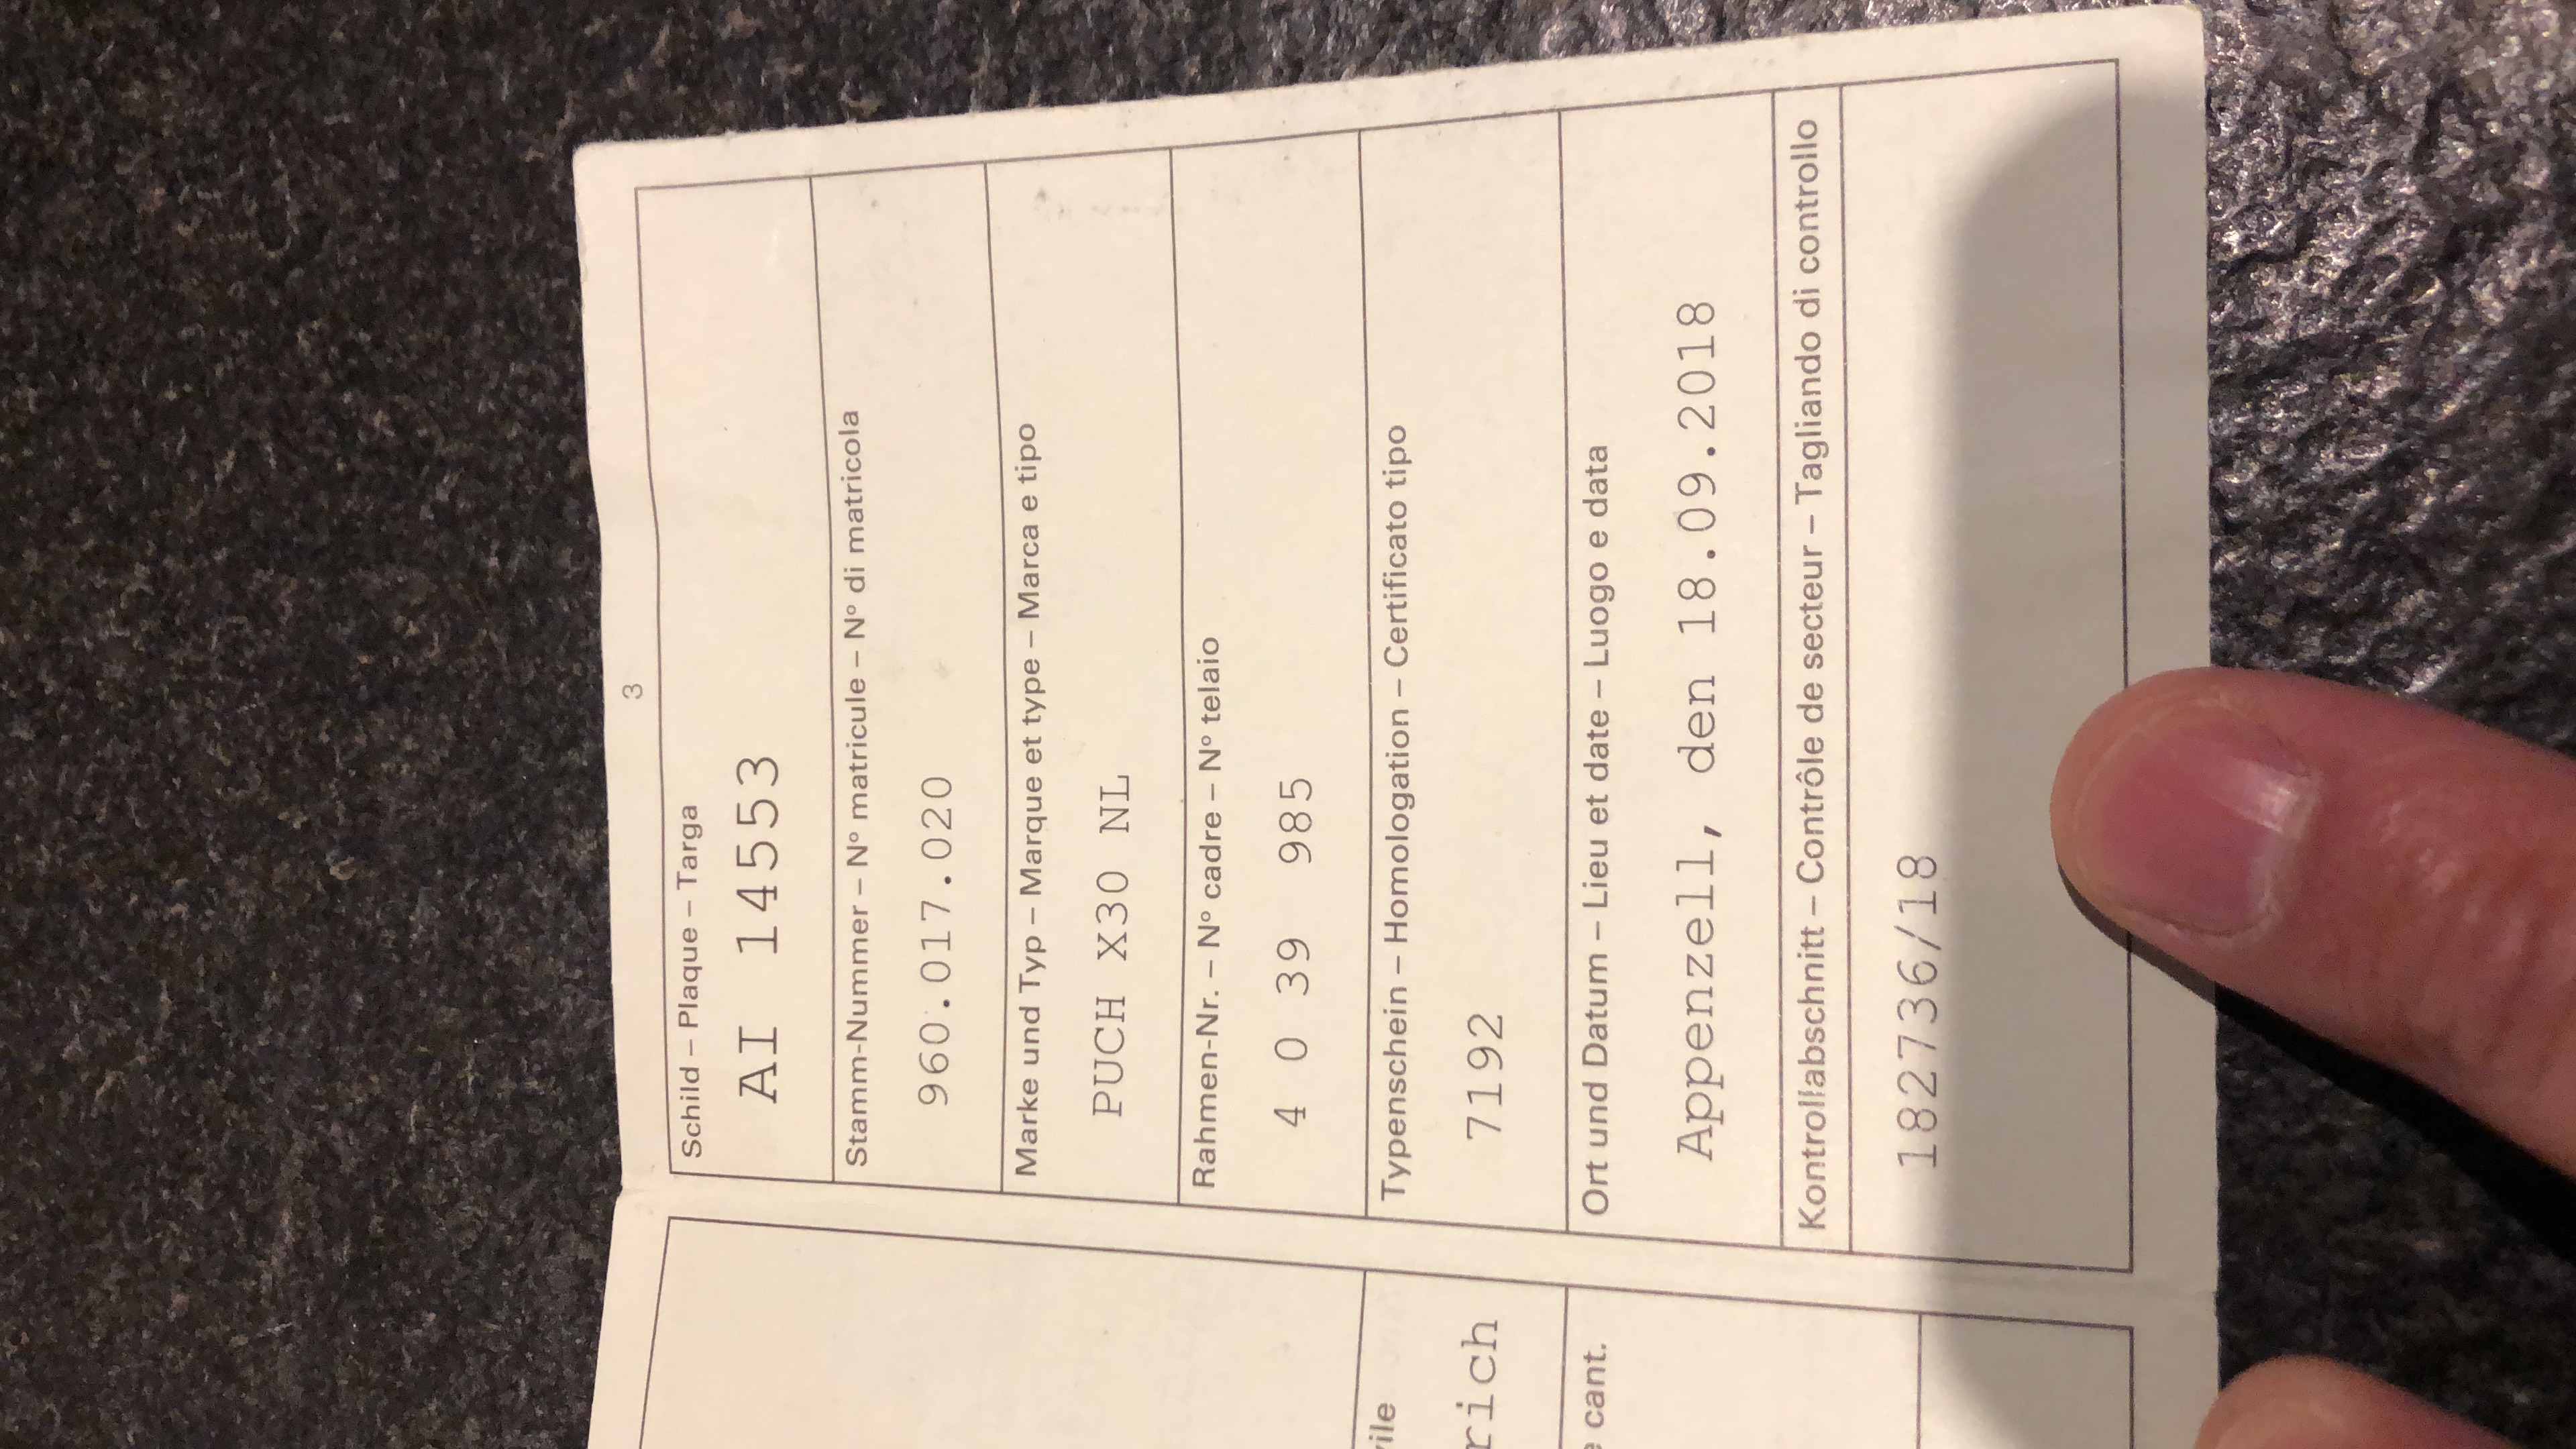 3
Schild – Plaque – Targa
AI 14553
Stamm-Nummer – N° matricule – N° di matricola
960.017.020
Marke und Typ – Marque et type – Marca e tipo
PUCH X30 NL
Rahmen-Nr. – N° cadre – N° telaio
4 0 39 985
Typenschein – Homologation – Certificato tipo
7192
Ort und Datum – Lieu et date – Luogo e data
Appenzell, den 18.09.2018
Kontrollabschnitt – Contrôle de secteur – Tagliando di controllo
182736/18
rich
cant.